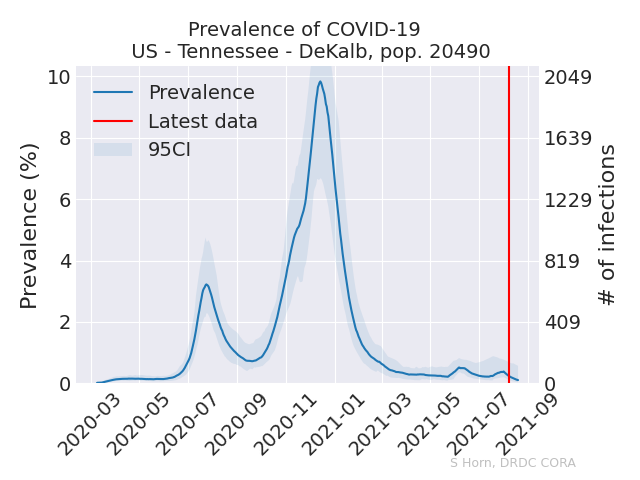 Prevalence of COVID-19
US - Tennessee - DeKalb, pop. 20490
Prevalence
Latest data
95CI
Prevalence (%)
10
8
6
4
2
0
2049
1639
1229
819
409
0
# of infections
2020-03
2020-05
2020-07
2020-09
2020-11
2021-01
2021-03
2021-05
2021-07
2021-09
S Horn, DRDC CORA